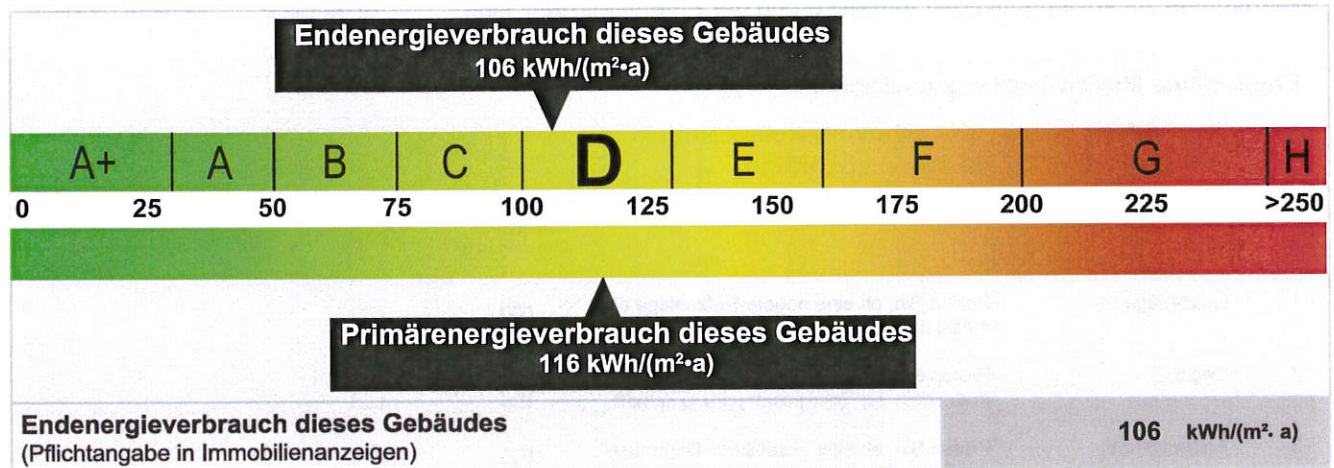 Endenergieverbrauch dieses Gebäudes
106 kWh/(m²•a)
A+ A B C D E F G H
0 25 50 75 100 125 150 175 200 225 >250
Primärenergieverbrauch dieses Gebäudes
116 kWh/(m²•a)
Endenergieverbrauch dieses Gebäudes
(Pflichtangabe in Immobilienanzeigen)
106 kWh/(m²· a)